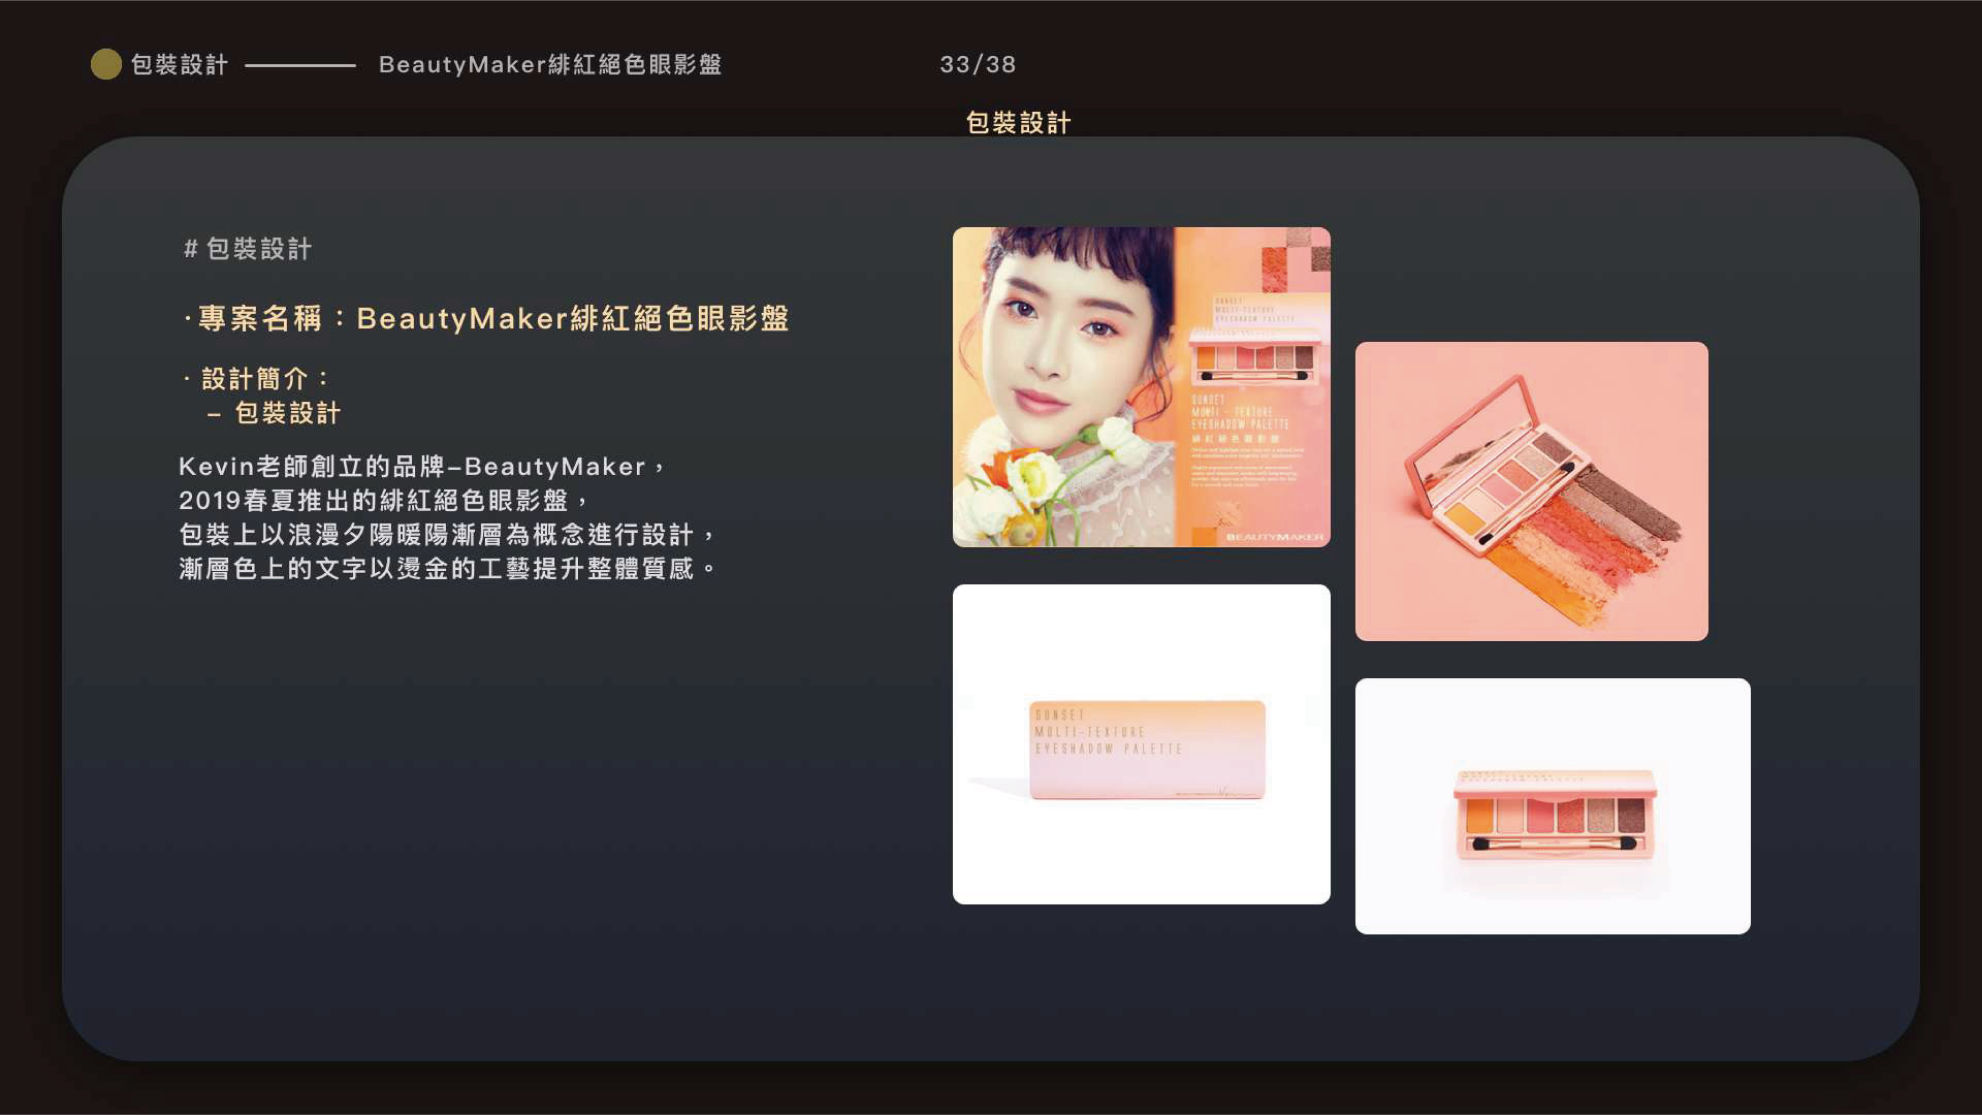 包裝設計
BeautyMaker緋紅絕色眼影盤
33/38
包裝設計
# 包裝設計
·專案名稱：BeautyMaker緋紅絕色眼影盤
· 設計簡介：
– 包裝設計
Kevin老師創立的品牌–BeautyMaker，
2019春夏推出的緋紅絕色眼影盤，
包裝上以浪漫夕陽暖陽漸層為概念進行設計，
漸層色上的文字以燙金的工藝提升整體質感。
SUNSET
MULTI-TEXTURE
EYESHADOW PALETTE
SUNSET
MULTI - TEXTURE
EYESHADOW PALETTE
緋紅絕色眼影盤
BEAUTYMAKER
SUNSET
MULTI-TEXTURE
EYESHADOW PALETTE